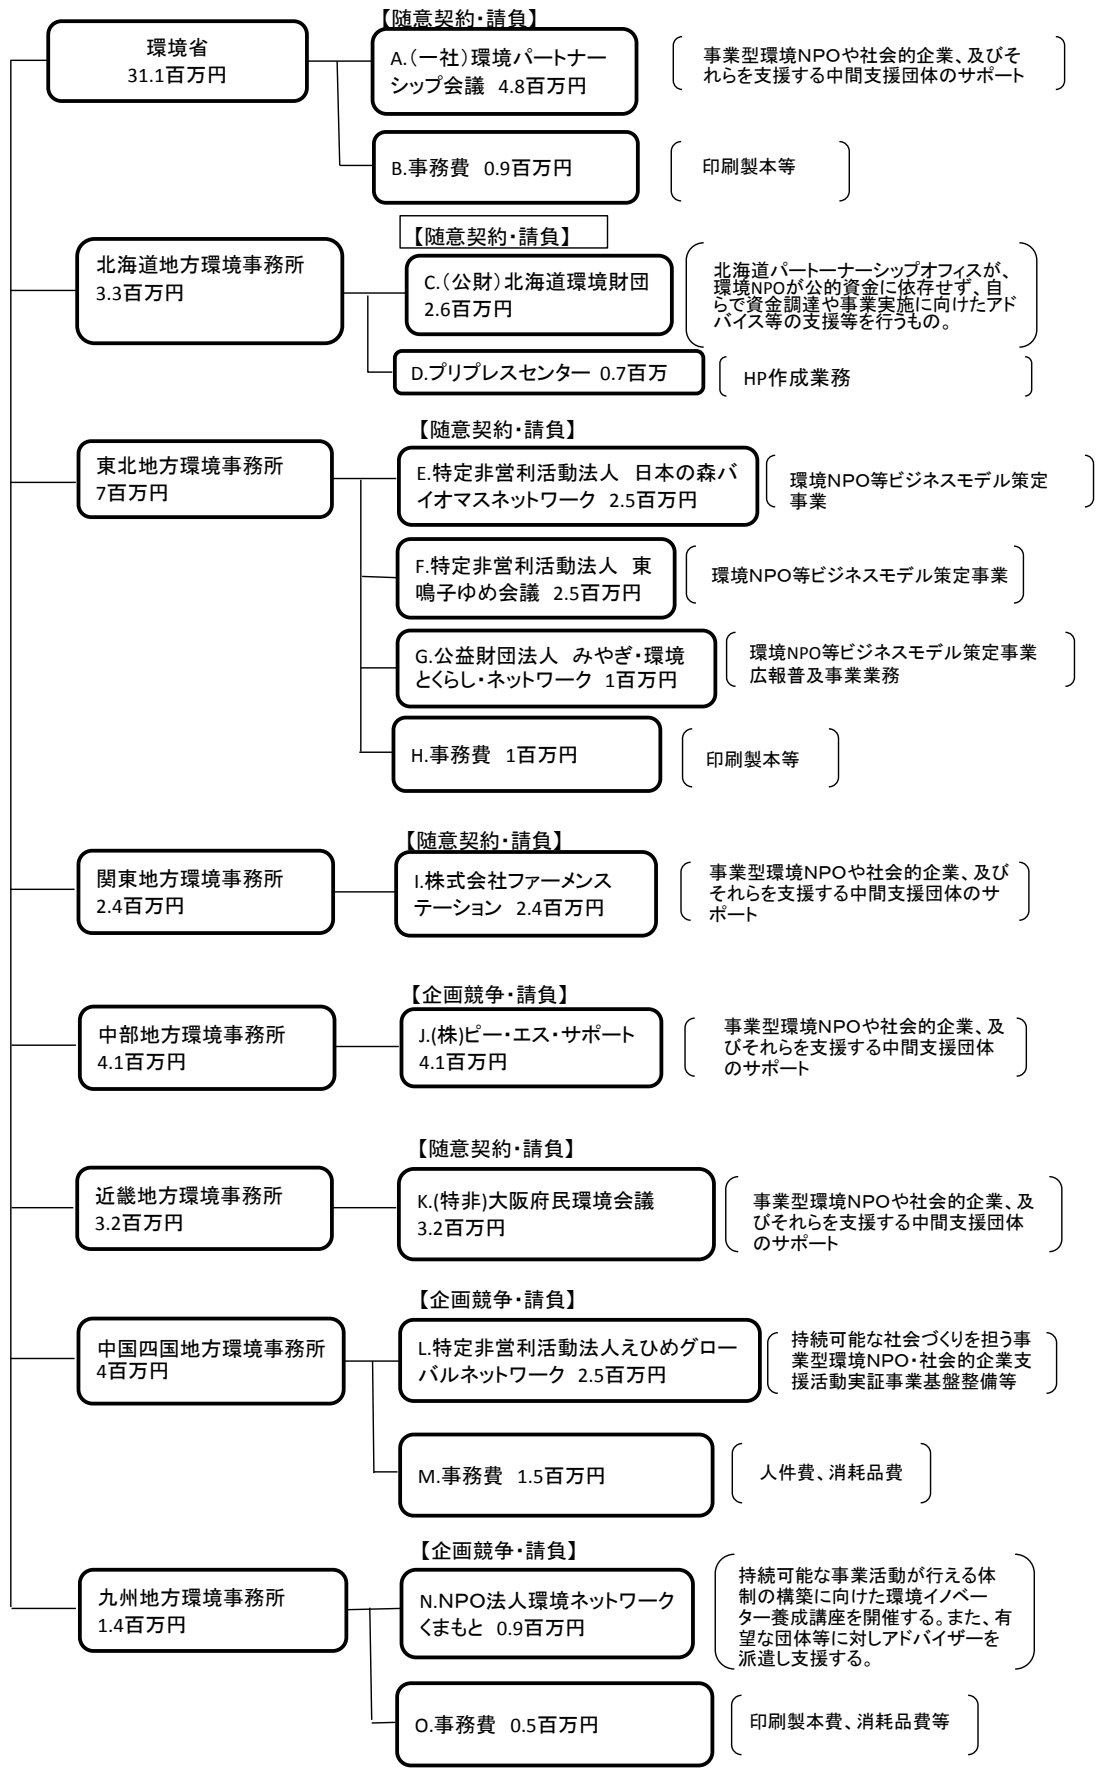 【随意契約・請負】
環境省
31.1百万円
A.（一社）環境パートナー
シップ会議　4.8百万円
事業型環境NPOや社会的企業、及びそ
れらを支援する中間支援団体のサポート
B.事務費　0.9百万円
印刷製本等
【随意契約・請負】
北海道地方環境事務所
3.3百万円
C.（公財）北海道環境財団
2.6百万円
北海道パートーナーシップオフィスが、
環境NPOが公的資金に依存せず、自
らで資金調達や事業実施に向けたアド
バイス等の支援等を行うもの。
D.プリプレスセンター 0.7百万
HP作成業務
【随意契約・請負】
東北地方環境事務所
7百万円
E.特定非営利活動法人　日本の森バ
イオマスネットワーク　2.5百万円
環境NPO等ビジネスモデル策定
事業
F.特定非営利活動法人　東
鳴子ゆめ会議　2.5百万円
環境NPO等ビジネスモデル策定事業
G.公益財団法人　みやぎ・環境
とくらし・ネットワーク　1百万円
環境NPO等ビジネスモデル策定事業
広報普及事業業務
H.事務費　1百万円
印刷製本等
【随意契約・請負】
関東地方環境事務所
2.4百万円
I.株式会社ファーメンス
テーション　2.4百万円
事業型環境NPOや社会的企業、及び
それらを支援する中間支援団体のサ
ポート
【企画競争・請負】
中部地方環境事務所
4.1百万円
J.(株)ピー・エス・サポート
4.1百万円
事業型環境NPOや社会的企業、及
びそれらを支援する中間支援団体
のサポート
【随意契約・請負】
近畿地方環境事務所
3.2百万円
K.(特非)大阪府民環境会議
3.2百万円
事業型環境NPOや社会的企業、及
びそれらを支援する中間支援団体
のサポート
【企画競争・請負】
中国四国地方環境事務所
4百万円
L.特定非営利活動法人えひめグロー
バルネットワーク　2.5百万円
持続可能な社会づくりを担う事
業型環境NPO・社会的企業支
援活動実証事業基盤整備等
M.事務費　1.5百万円
人件費、消耗品費
【企画競争・請負】
九州地方環境事務所
1.4百万円
N.NPO法人環境ネットワーク
くまもと　0.9百万円
持続可能な事業活動が行える体
制の構築に向けた環境イノベー
ター養成講座を開催する。また、有
望な団体等に対しアドバイザーを
派遣し支援する。
O.事務費　0.5百万円
印刷製本費、消耗品費等